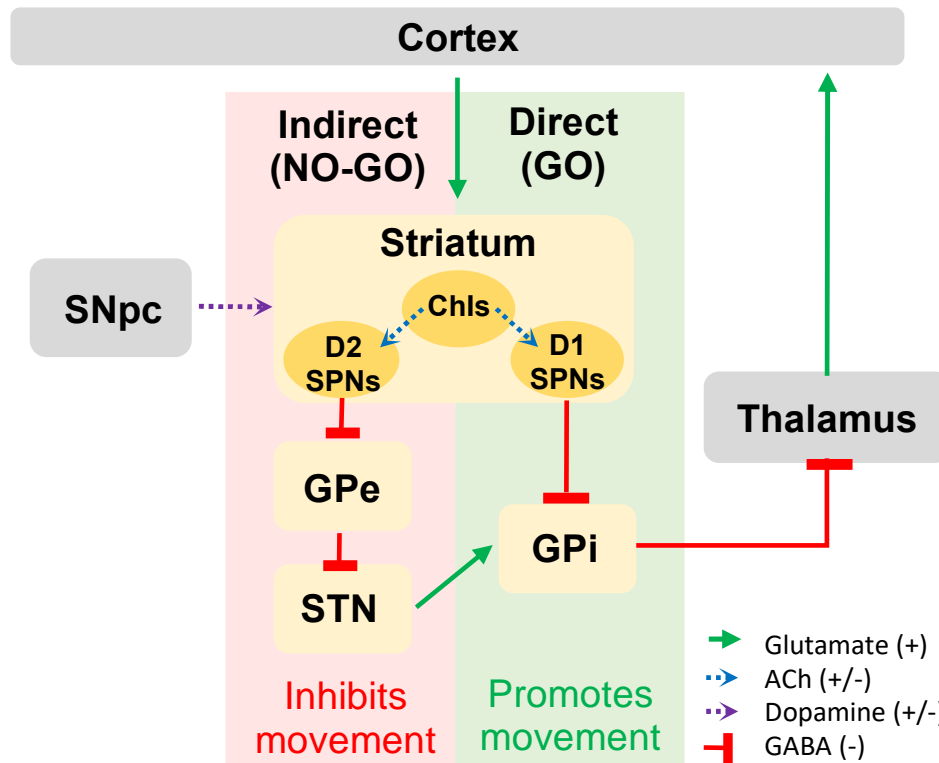 Cortex
Indirect
(NO-GO)
Direct
(GO)
Striatum
SNpc
ChIs
D2
SPNs
D1
SPNs
Thalamus
GPe
GPi
STN
Inhibits
movement
Promotes
movement
Glutamate (+)
ACh (+/-)
Dopamine (+/-)
GABA (-)